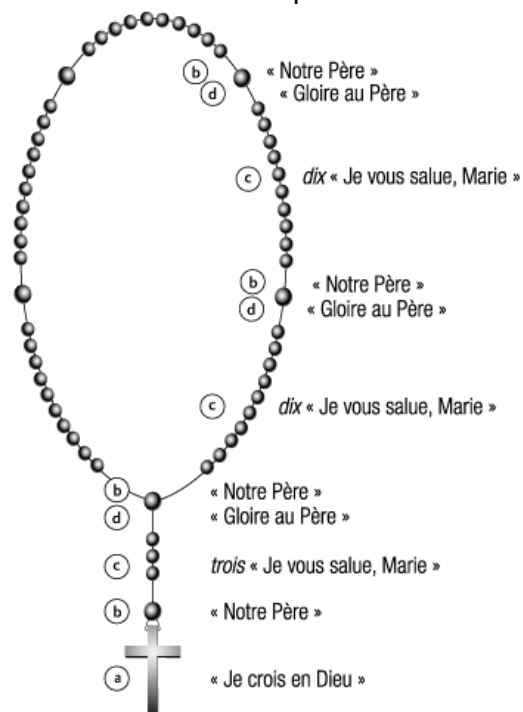 b « Notre Père »
d « Gloire au Père »
c dix « Je vous salue, Marie »
b « Notre Père »
d « Gloire au Père »
c dix « Je vous salue, Marie »
b « Notre Père »
d « Gloire au Père »
c trois « Je vous salue, Marie »
b « Notre Père »
a « Je crois en Dieu »